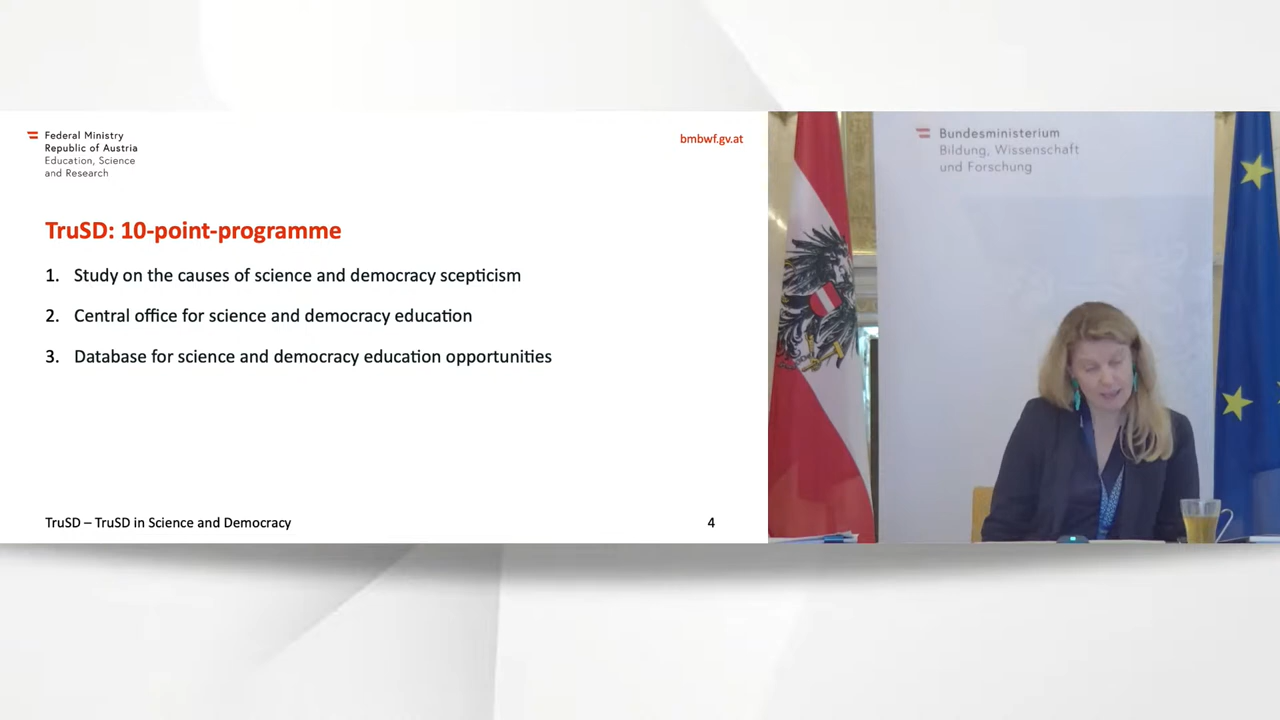 Federal Ministry
Republic of Austria
Education, Science
and Research
bmbwf.gv.at
TruSD: 10-point-programme
1. Study on the causes of science and democracy scepticism
2. Central office for science and democracy education
3. Database for science and democracy education opportunities
TruSD – TruSD in Science and Democracy
4
Bundesministerium
Bildung, Wissenschaft
und Forschung